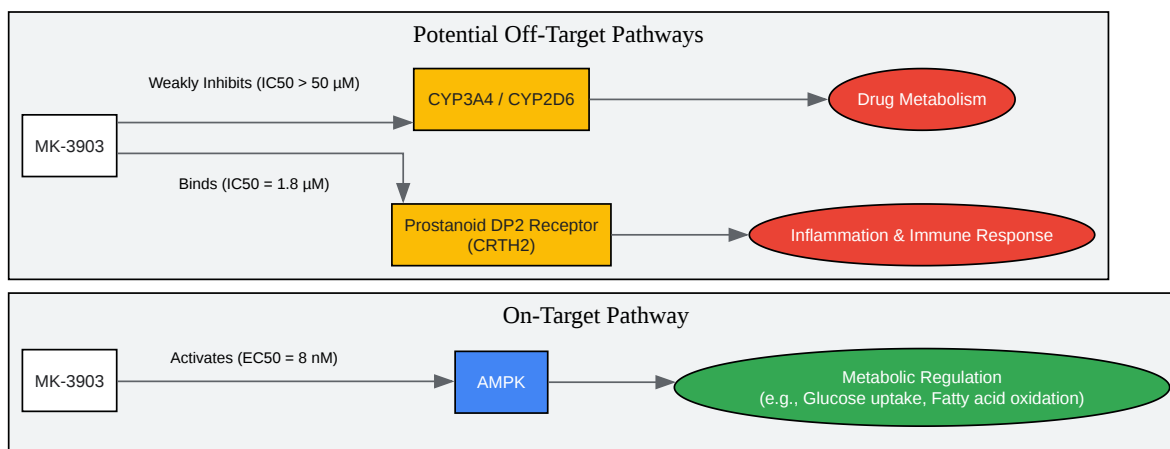 Potential Off-Target Pathways
Weakly Inhibits (IC50 > 50 µM)
CYP3A4 / CYP2D6
Drug Metabolism
MK-3903
Binds (IC50 = 1.8 µM)
Prostanoid DP2 Receptor
(CRTH2)
Inflammation & Immune Response
On-Target Pathway
MK-3903
Activates (EC50 = 8 nM)
AMPK
Metabolic Regulation
(e.g., Glucose uptake, Fatty acid oxidation)